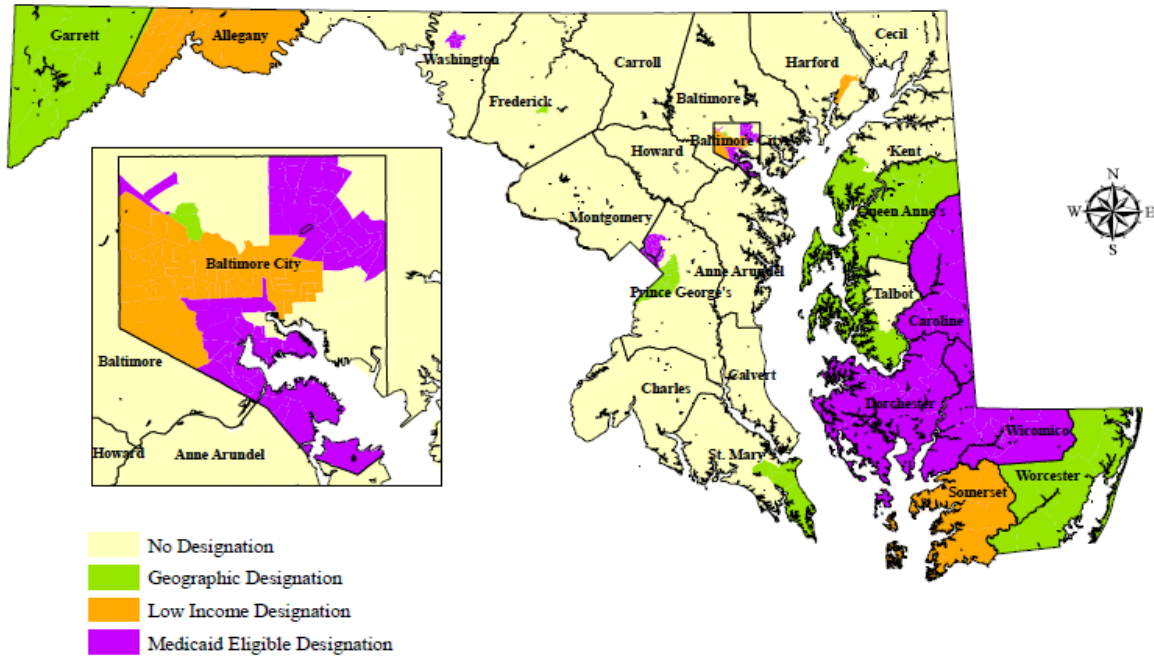 Garrett
Allegany
Washington
Frederick
Carroll
Baltimore
Harford
Cecil
Baltimore City
Howard
Kent
Montgomery
Queen Anne's
Anne Arundel
Prince George's
Talbot
Caroline
Charles
Calvert
Dorchester
St. Mary
Wicomico
Somerset
Worcester
N
W
E
S
Baltimore City
Baltimore
Howard
Anne Arundel
No Designation
Geographic Designation
Low Income Designation
Medicaid Eligible Designation